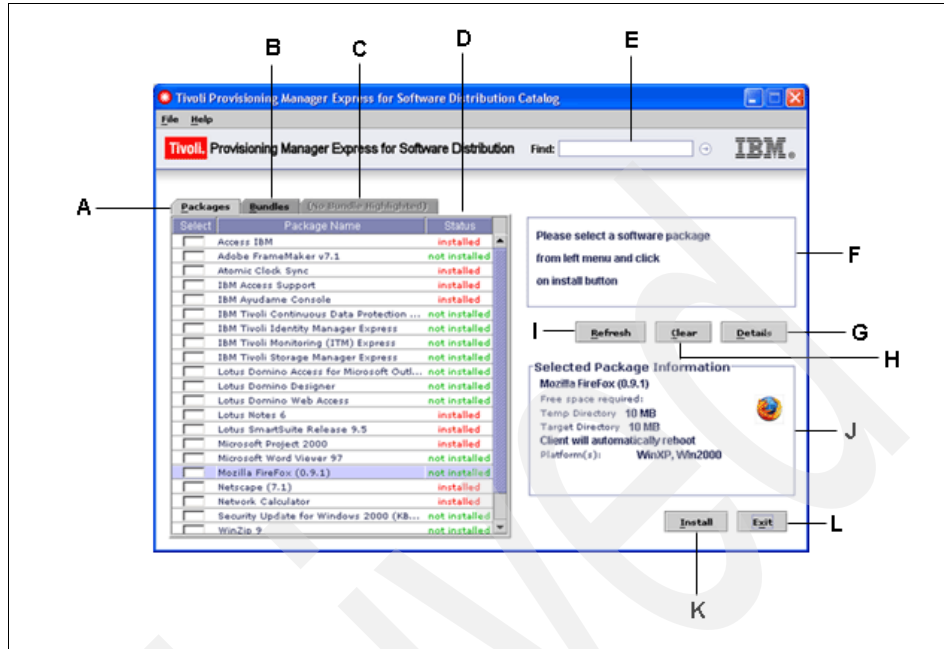 B C D E
Tivoli Provisioning Manager Express for Software Distribution Catalog
File Help
Tivoli. Provisioning Manager Express for Software Distribution Find: IBM.
A
Packages Bundles (No Bundle Highlighted)
Select Package Name Status
Access IBM installed
Adobe FrameMaker v7.1 not installed
Atomic Clock Sync installed
IBM Access Support installed
IBM Ayudame Console installed
IBM Tivoli Continuous Data Protection ... not installed
IBM Tivoli Identity Manager Express not installed
IBM Tivoli Monitoring (ITM) Express not installed
IBM Tivoli Storage Manager Express not installed
Lotus Domino Access for Microsoft Outl... not installed
Lotus Domino Designer not installed
Lotus Domino Web Access not installed
Lotus Notes 6 installed
Lotus SmartSuite Release 9.5 installed
Microsoft Project 2000 installed
Microsoft Word Viewer 97 not installed
Mozilla FireFox (0.9.1) not installed
Netscape (7.1) installed
Network Calculator installed
Security Update for Windows 2000 (KB... not installed
WinZip 9 not installed
Please select a software package
from left menu and click
on install button
F
I Refresh Clear Details G
H
Selected Package Information
Mozilla FireFox (0.9.1)
Free space required:
Temp Directory 10 MB
Target Directory 10 MB
Client will automatically reboot
Platform(s): WinXP, Win2000
J
Install Exit L
K